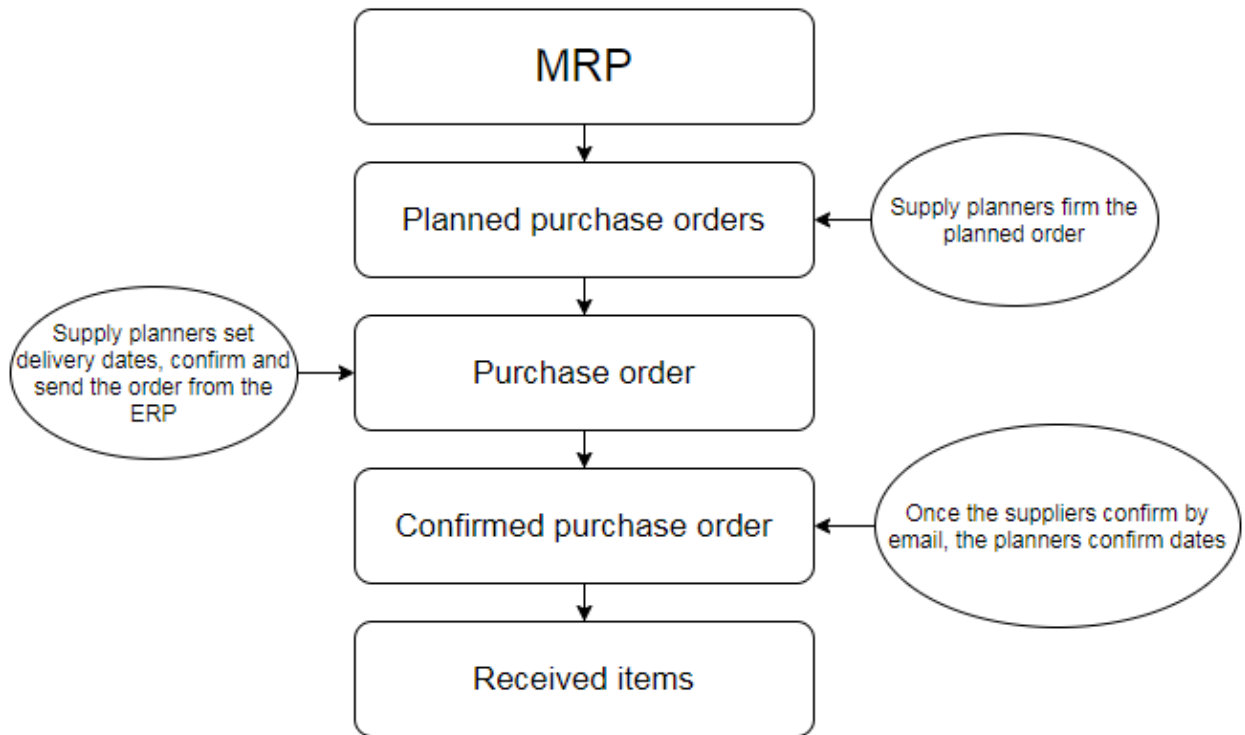 MRP
Planned purchase orders
Supply planners firm the
planned order
Supply planners set
delivery dates, confirm and
send the order from the
ERP
Purchase order
Confirmed purchase order
Once the suppliers confirm by
email, the planners confirm dates
Received items